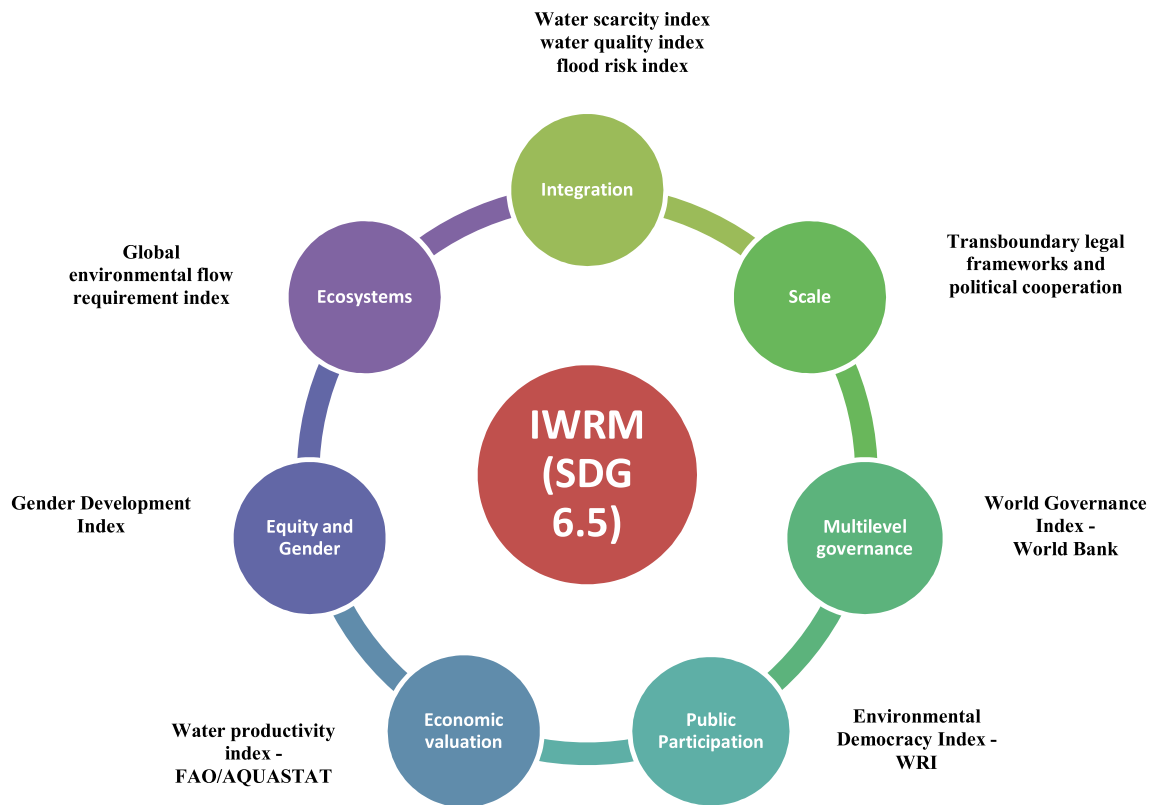 Water scarcity index
water quality index
flood risk index
Integration
Global
environmental flow
requirement index
Ecosystems
Scale
Transboundary legal
frameworks and
political cooperation
IWRM
(SDG
6.5)
Gender Development
Index
Equity and
Gender
Multilevel
governance
World Governance
Index -
World Bank
Water productivity
index -
FAO/AQUASTAT
Economic
valuation
Public
Participation
Environmental
Democracy Index -
WRI